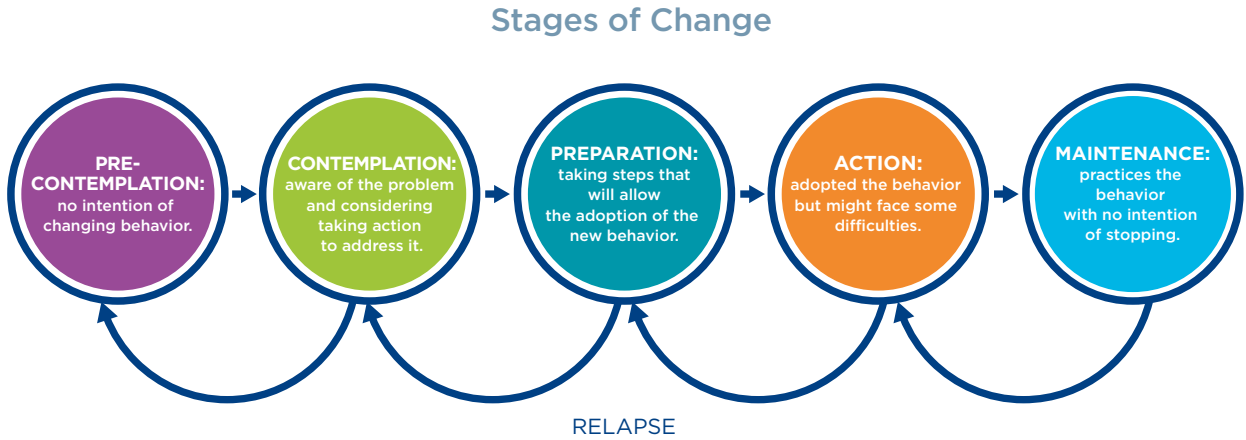 Stages of Change
PRE-
CONTEMPLATION:
no intention of
changing behavior.
CONTEMPLATION:
aware of the problem
and considering
taking action
to address it.
PREPARATION:
taking steps that
will allow
the adoption of the
new behavior.
ACTION:
adopted the behavior
but might face some
difficulties.
MAINTENANCE:
practices the
behavior
with no intention
of stopping.
RELAPSE